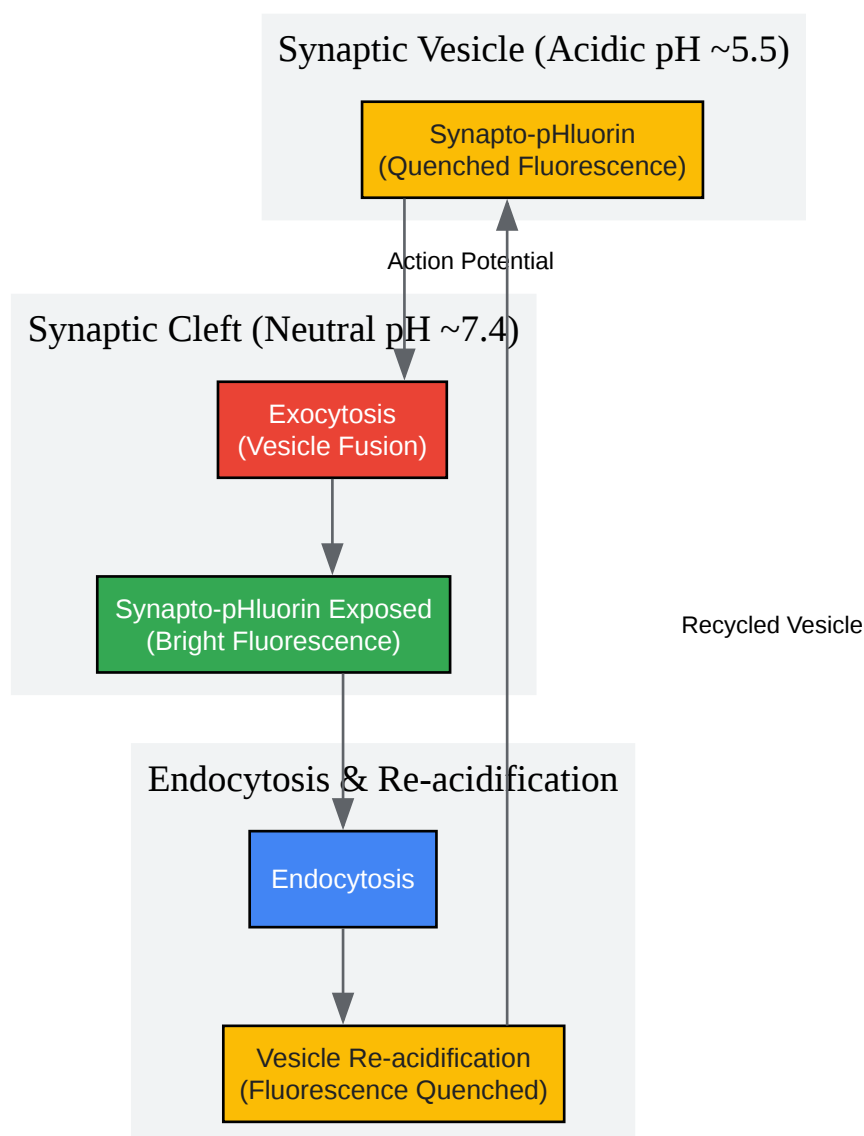 Synaptic Vesicle (Acidic pH ~5.5)
Synapto-pHluorin
(Quenched Fluorescence)
Action Potential
Synaptic Cleft (Neutral pH ~7.4)
Exocytosis
(Vesicle Fusion)
Synapto-pHluorin Exposed
(Bright Fluorescence)
Recycled Vesicle
Endocytosis & Re-acidification
Endocytosis
Vesicle Re-acidification
(Fluorescence Quenched)